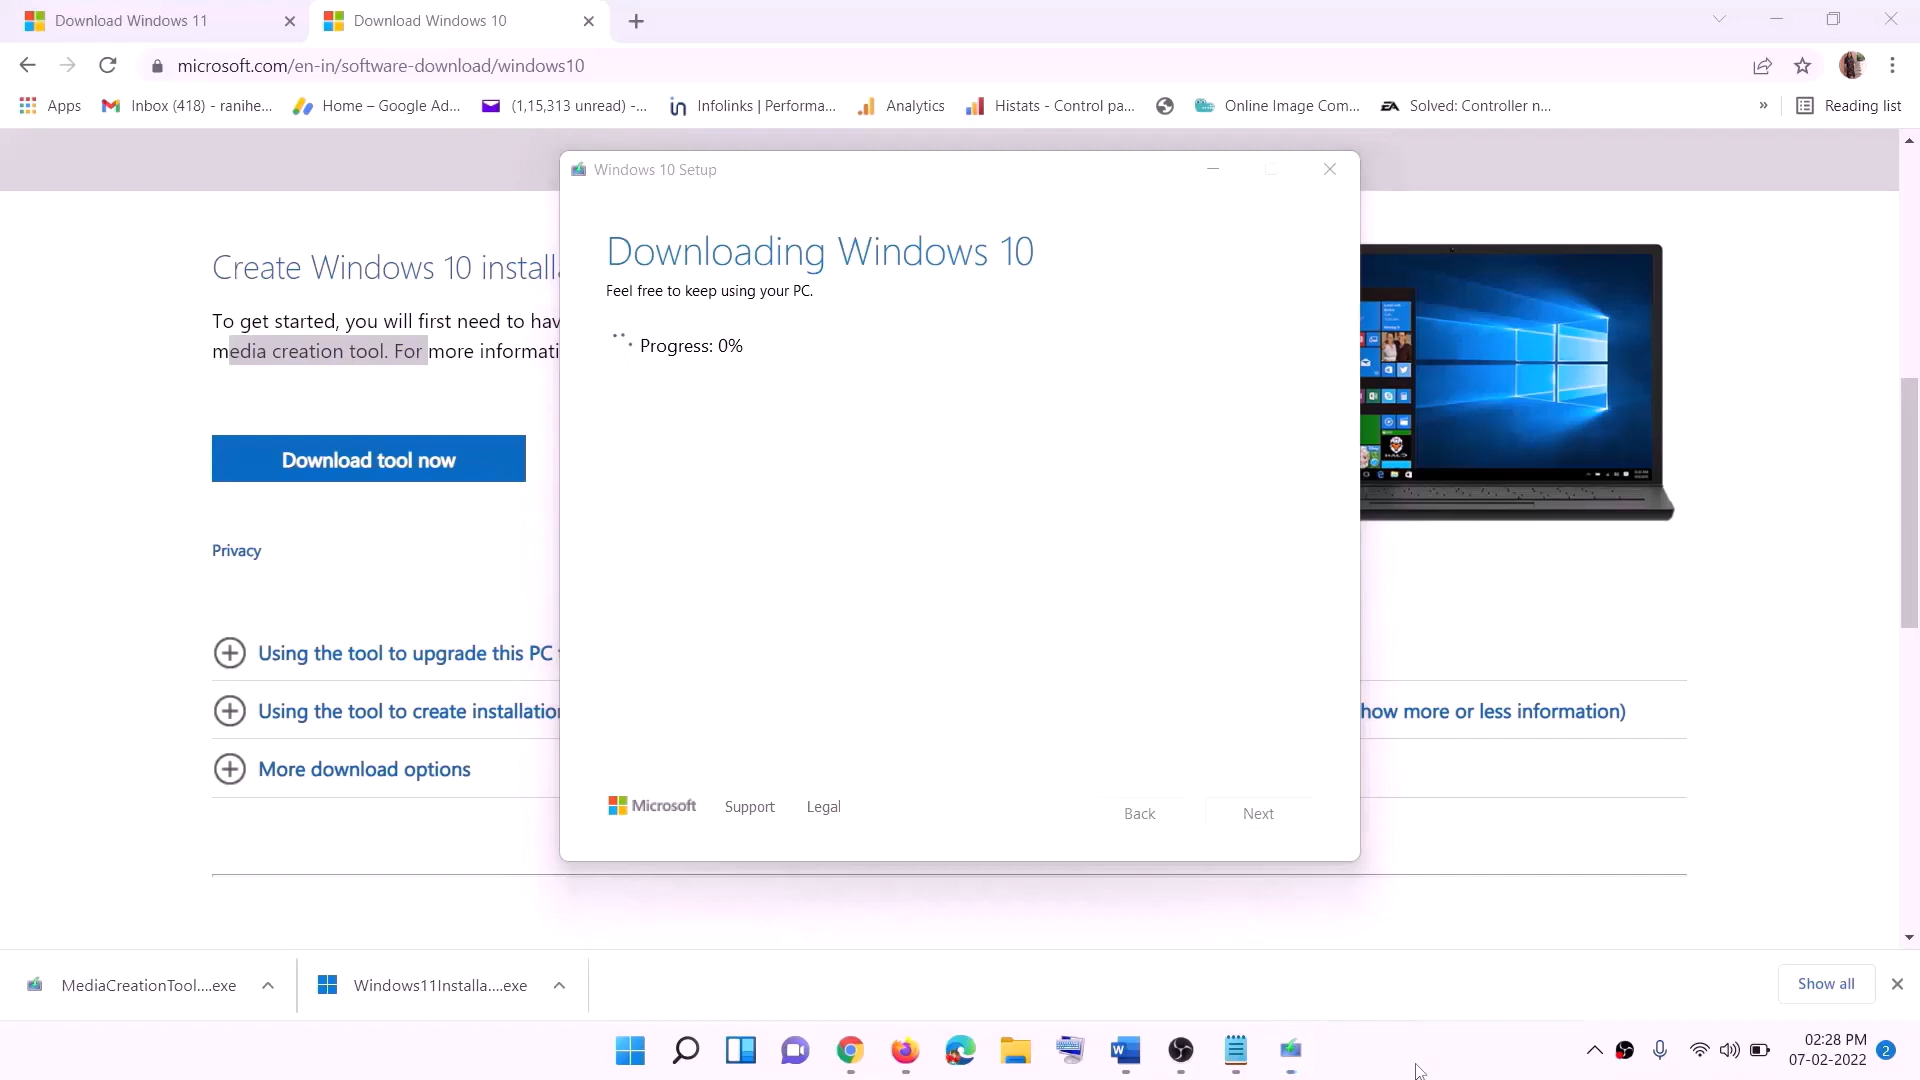 Download Windows 11
Download Windows 10
microsoft.com/en-in/software-download/windows10
Apps
Inbox (418) - ranihe...
Home – Google Ad...
(1,15,313 unread) -...
Infolinks | Performa...
Analytics
Histats - Control pa...
Online Image Com...
Solved: Controller n...
»
Reading list
Windows 10 Setup
Downloading Windows 10
Feel free to keep using your PC.
Progress: 0%
Microsoft
Support
Legal
Back
Next
Create Windows 10 install
To get started, you will first need to hav
media creation tool. For more informati
Download tool now
Privacy
Using the tool to upgrade this PC
Using the tool to create installation
how more or less information)
More download options
MediaCreationTool....exe
Windows11Installa....exe
Show all
02:28 PM
07-02-2022
2